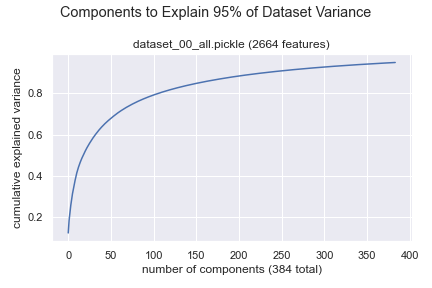 Components to Explain 95% of Dataset Variance
dataset_00_all.pickle (2664 features)
cumulative explained variance
0.8
0.6
0.4
0.2
0 50 100 150 200 250 300 350 400
number of components (384 total)